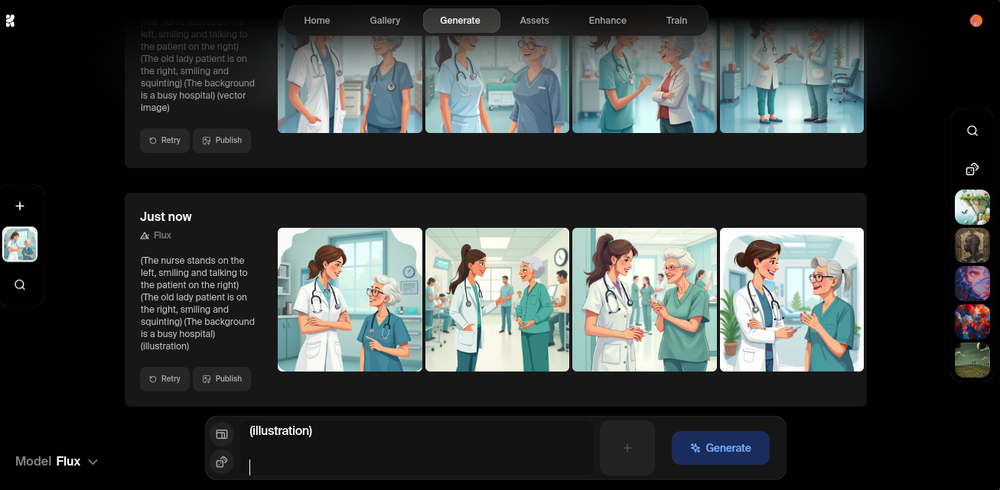 Home
Gallery
Generate
Assets
Enhance
Train
(The nurse stands on the
left, smiling and talking to
the patient on the right)
(The old lady patient is on
the right, smiling and
squinting) (The background
is a busy hospital) (vector
image)
Retry
Publish
Just now
Flux
(The nurse stands on the
left, smiling and talking to
the patient on the right)
(The old lady patient is on
the right, smiling and
squinting) (The background
is a busy hospital)
(illustration)
Retry
Publish
(illustration)
Generate
Model Flux